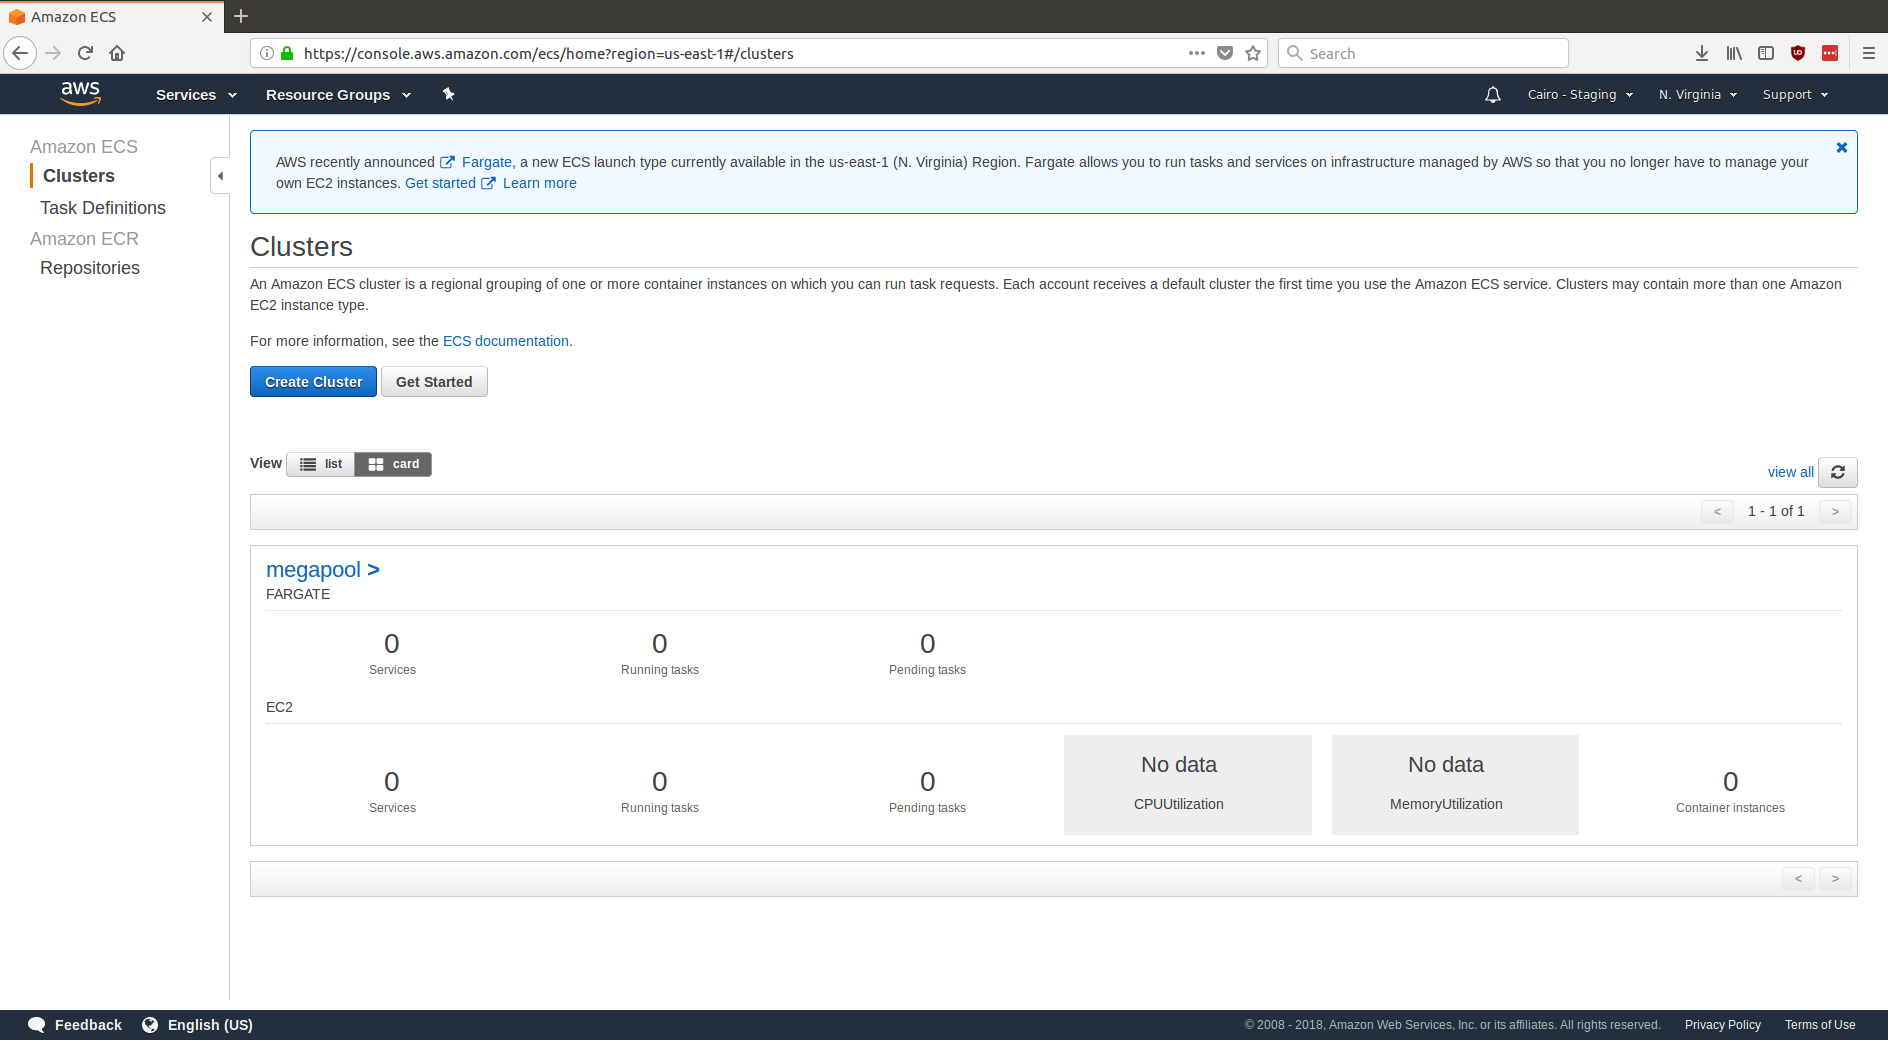 Amazon ECS
https://console.aws.amazon.com/ecs/home?region=us-east-1#/clusters
Search
aws
Services
Resource Groups
Cairo - Staging
N. Virginia
Support
Amazon ECS
Clusters
Task Definitions
Amazon ECR
Repositories
AWS recently announced Fargate, a new ECS launch type currently available in the us-east-1 (N. Virginia) Region. Fargate allows you to run tasks and services on infrastructure managed by AWS so that you no longer have to manage your
own EC2 instances. Get started Learn more
Clusters
An Amazon ECS cluster is a regional grouping of one or more container instances on which you can run task requests. Each account receives a default cluster the first time you use the Amazon ECS service. Clusters may contain more than one Amazon
EC2 instance type.
For more information, see the ECS documentation.
Create Cluster
Get Started
View
list
card
view all
< 1 - 1 of 1 >
megapool >
FARGATE
0 0 0
Services Running tasks Pending tasks
EC2
No data No data
0 0 0 0
CPUUtilization MemoryUtilization
Services Running tasks Pending tasks Container instances
< >
Feedback
English (US)
© 2008 - 2018, Amazon Web Services, Inc. or its affiliates. All rights reserved.
Privacy Policy
Terms of Use